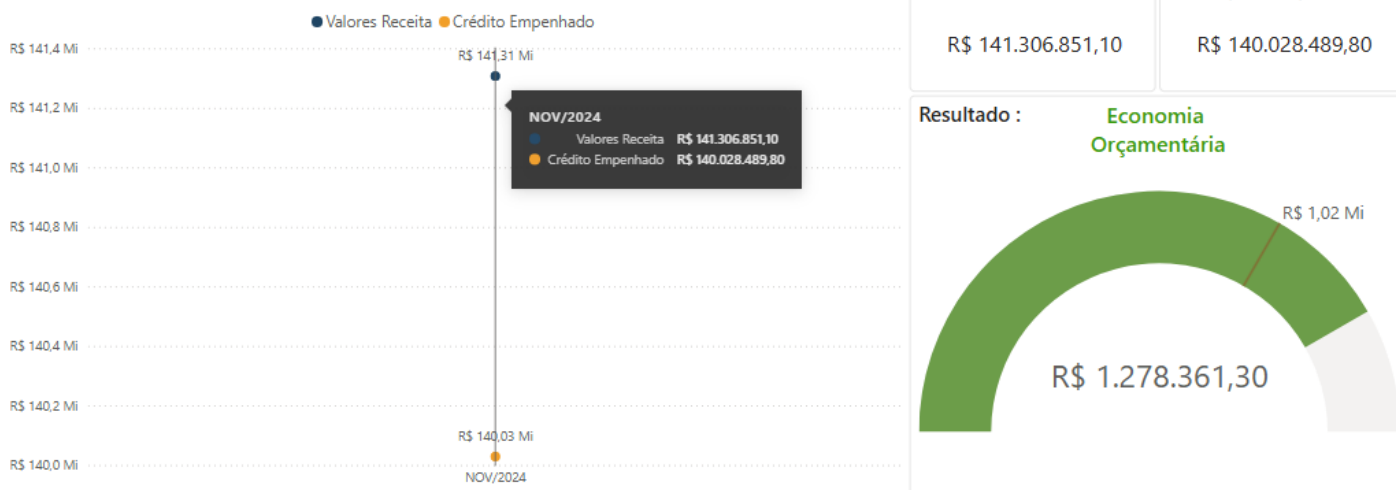 Valores Receita Crédito Empenhado
R$ 141,4 Mi
R$ 141,31 Mi
R$ 141,2 Mi
NOV/2024
Valores Receita R$ 141.306.851,10
Crédito Empenhado R$ 140.028.489,80
R$ 141,0 Mi
R$ 140,8 Mi
R$ 140,6 Mi
R$ 140,4 Mi
R$ 140,2 Mi
R$ 140,03 Mi
R$ 140,0 Mi
NOV/2024
R$ 141.306.851,10
R$ 140.028.489,80
Resultado :
Economia
Orçamentária
R$ 1,02 Mi
R$ 1.278.361,30